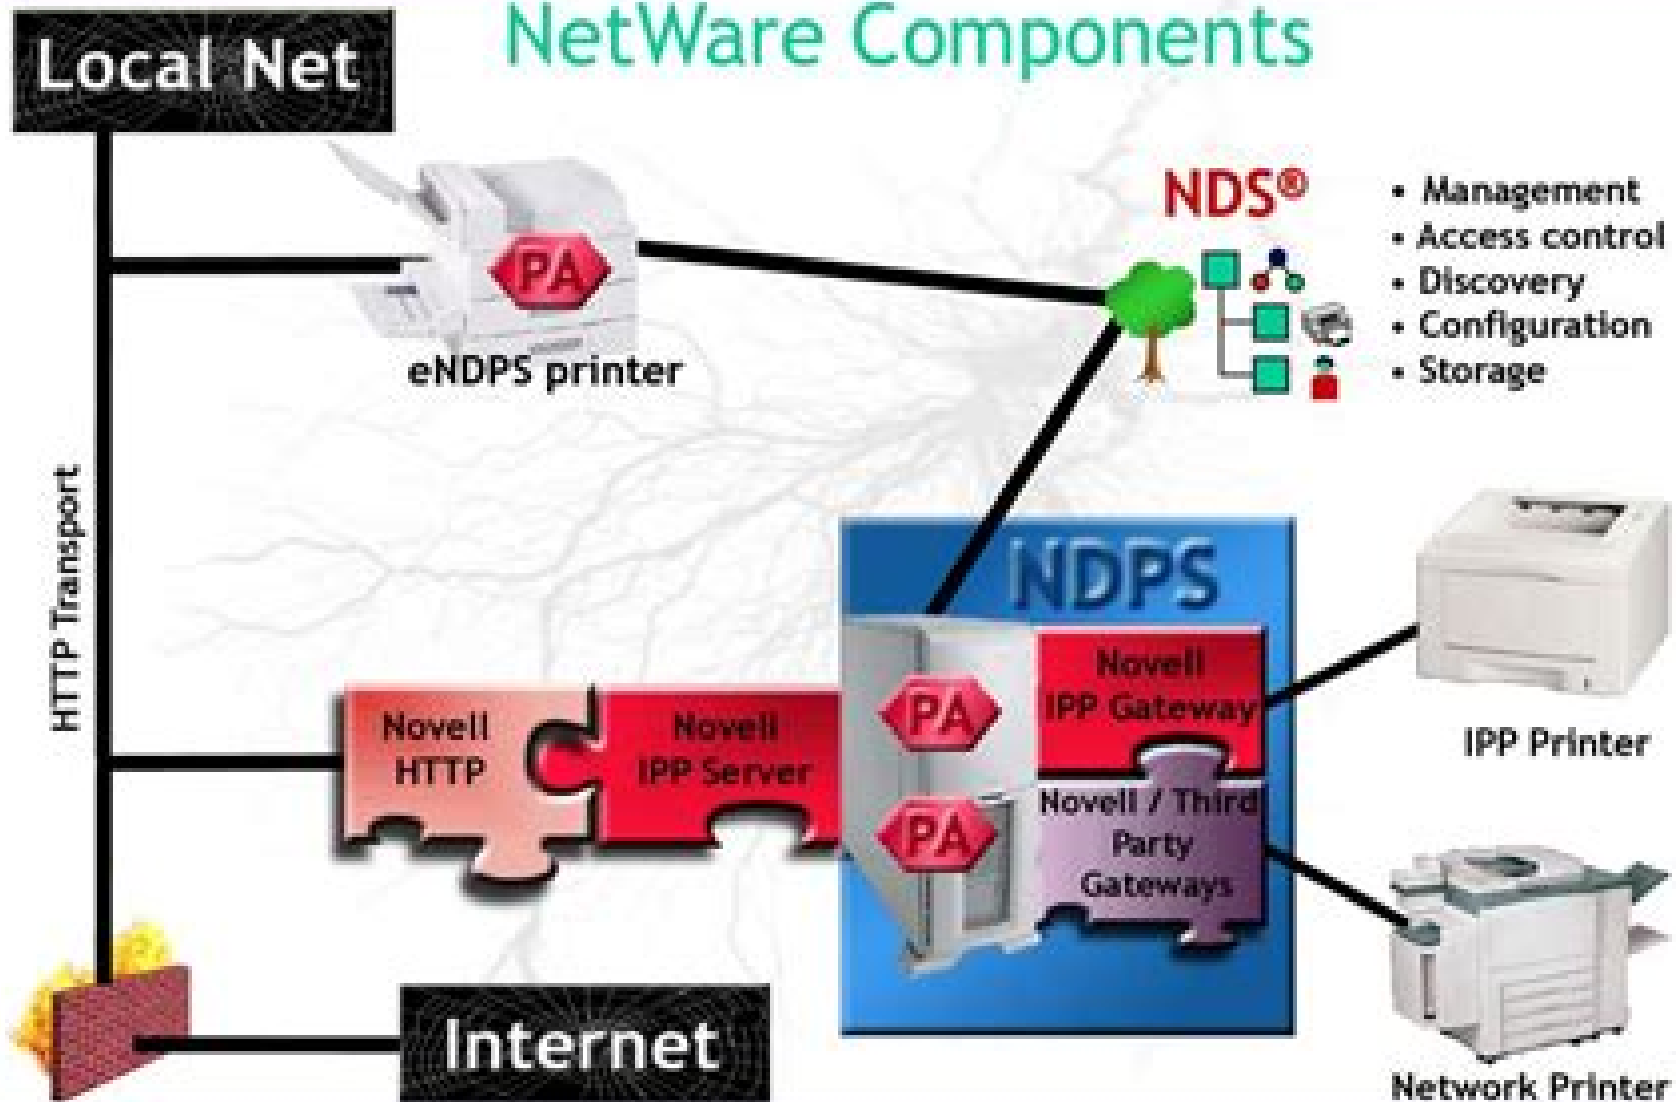 NetWare Components
Local Net
NDS®
• Management
• Access control
• Discovery
• Configuration
• Storage
PA
eNDPS printer
HTTP Transport
NDPS
Novell
HTTP
Novell
IPP Server
PA
PA
Novell
IPP Gateway
Novell / Third
Party
Gateways
IPP Printer
Network Printer
Internet